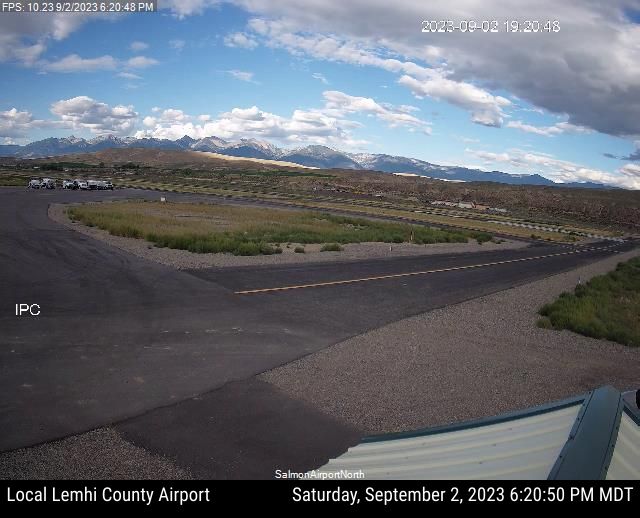 FPS: 10.23 9/2/2023 6:20:48 PM
2023-09-02 19:20:48
IPC
SalmonAirportNorth
Local Lemhi County Airport
Saturday, September 2, 2023 6:20:50 PM MDT